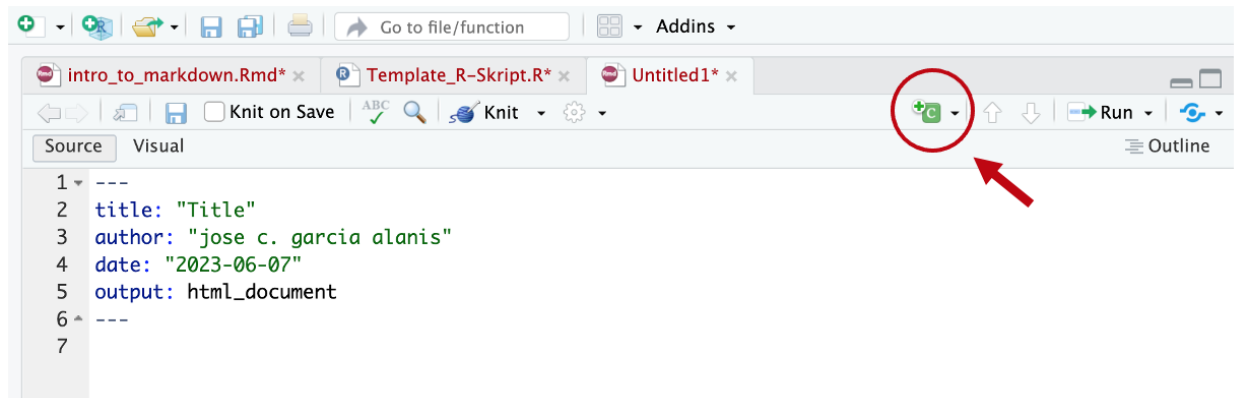 Go to file/function Addins
intro_to_markdown.Rmd* Template_R-Skript.R* Untitled1*
Knit on Save ABC Knit C Run
Source Visual Outline
1 ---
2 title: "Title"
3 author: "jose c. garcia alanis"
4 date: "2023-06-07"
5 output: html_document
6 ---
7